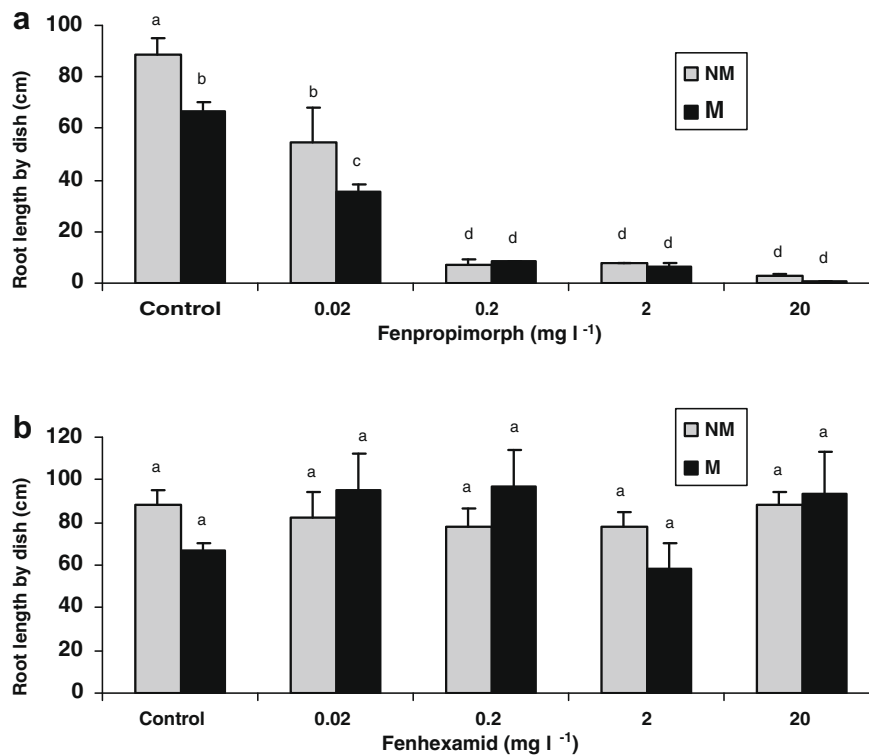 a
Root length by dish (cm)
100
80
60
40
20
0
a
b
b
c
d
d
d
d
d
d
NM
M
Control
0.02
0.2
2
20
Fenpropimorph (mg l⁻¹)
b
Root length by dish (cm)
120
100
80
60
40
20
0
a
a
a
a
a
a
a
a
a
a
NM
M
Control
0.02
0.2
2
20
Fenhexamid (mg l⁻¹)